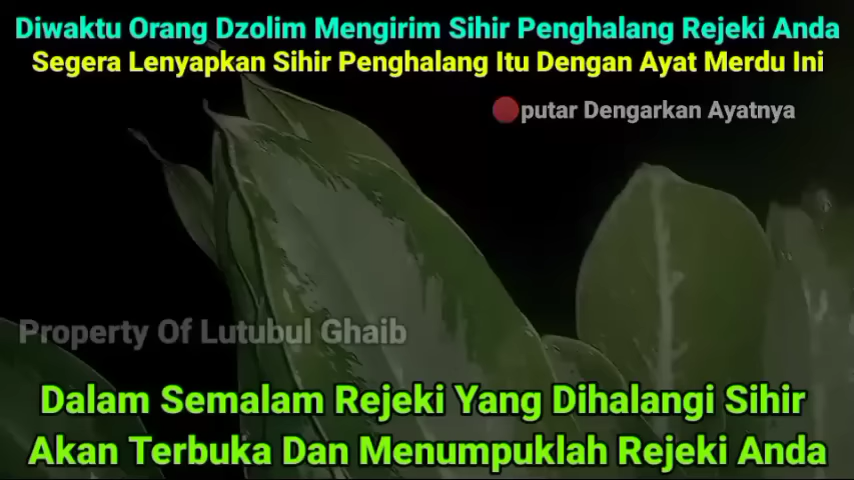 Diwaktu Orang Dzolim Mengirim Sihir Penghalang Rejeki Anda
Segera Lenyapkan Sihir Penghalang Itu Dengan Ayat Merdu Ini
putar Dengarkan Ayatnya
Property Of Lutubul Ghaib
Dalam Semalam Rejeki Yang Dihalangi Sihir
Akan Terbuka Dan Menumpuklah Rejeki Anda